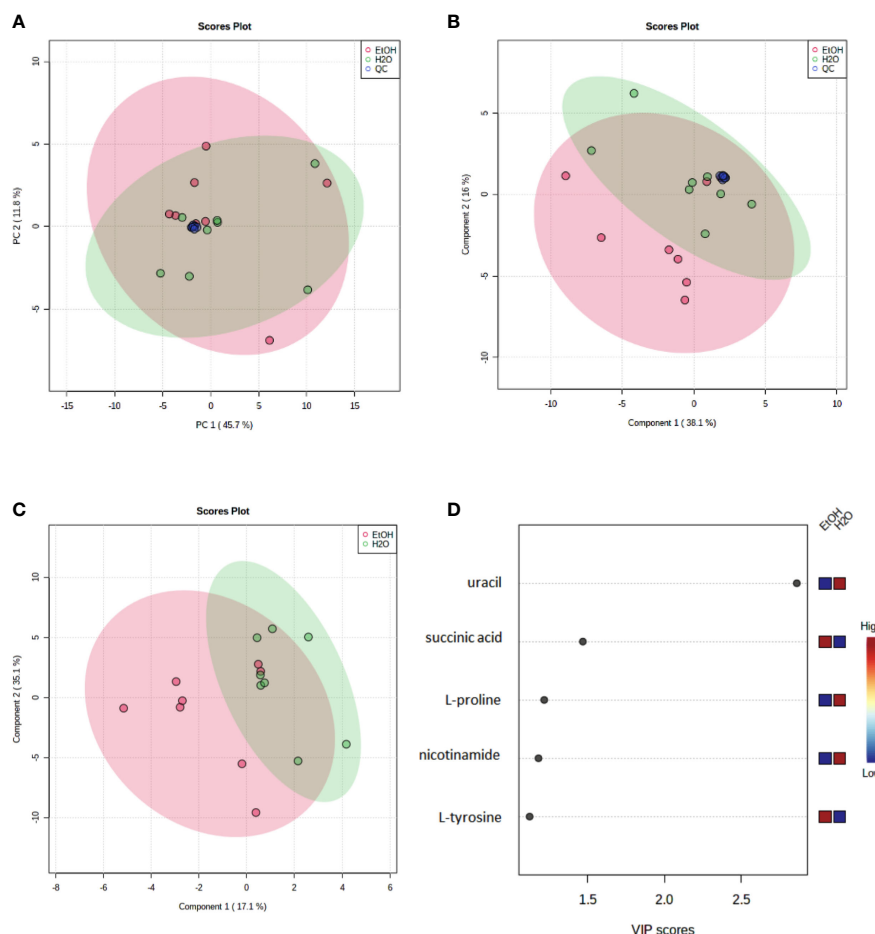 A
Scores Plot
EtOH
H2O
QC
10
5
0
-5
PC 2 ( 11.8 %)
-15
-10
-5
0
5
10
15
PC 1 ( 45.7 %)
B
Scores Plot
EtOH
H2O
QC
5
0
-5
-10
Component 2 ( 16 %)
-10
-5
0
5
10
Component 1 ( 38.1 %)
C
Scores Plot
EtOH
H2O
10
5
0
-5
-10
Component 2 ( 35.1 %)
-8
-6
-4
-2
0
2
4
6
Component 1 ( 17.1 %)
D
EtOH
H2O
uracil
succinic acid
L-proline
nicotinamide
L-tyrosine
Hig
Low
1.5
2.0
2.5
VIP scores